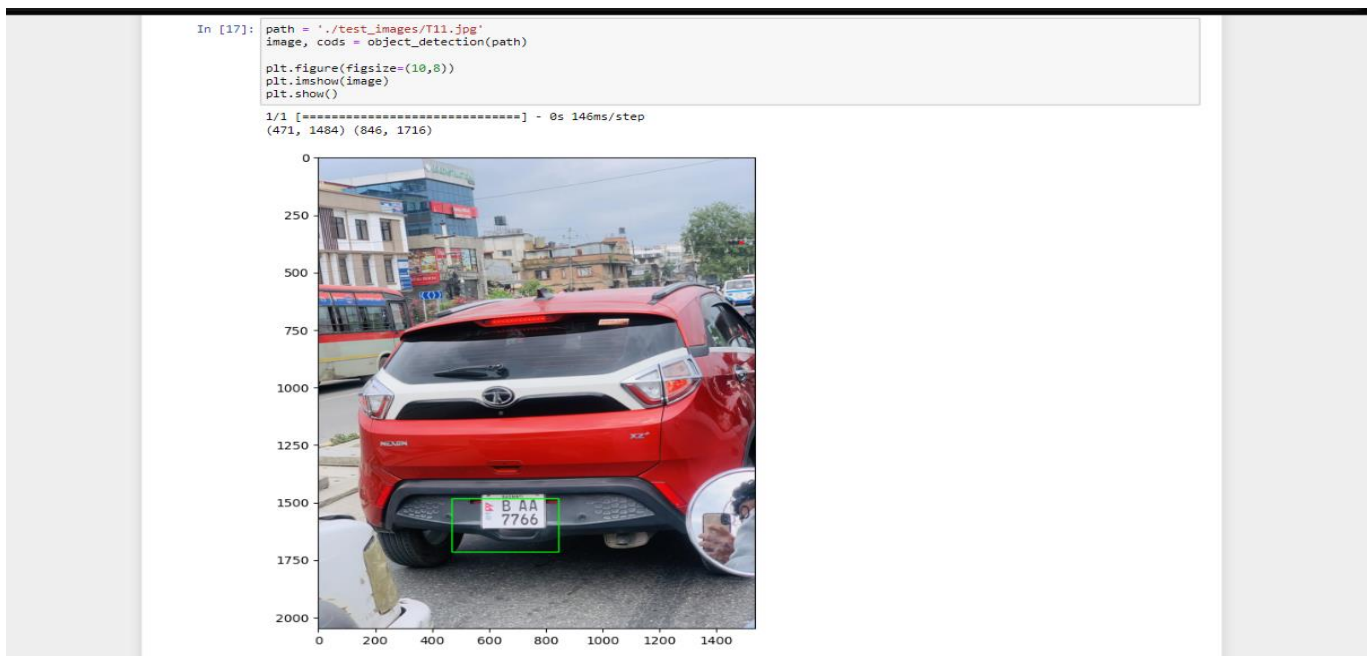 In [17]: path = './test_images/T11.jpg'
image, cods = object_detection(path)
plt.figure(figsize=(10,8))
plt.imshow(image)
plt.show()
1/1 [==============================] - 0s 146ms/step
(471, 1484) (846, 1716)
0
250
500
750
1000
1250
1500
1750
2000
NEXON
XZ+
B AA
7766
0 200 400 600 800 1000 1200 1400